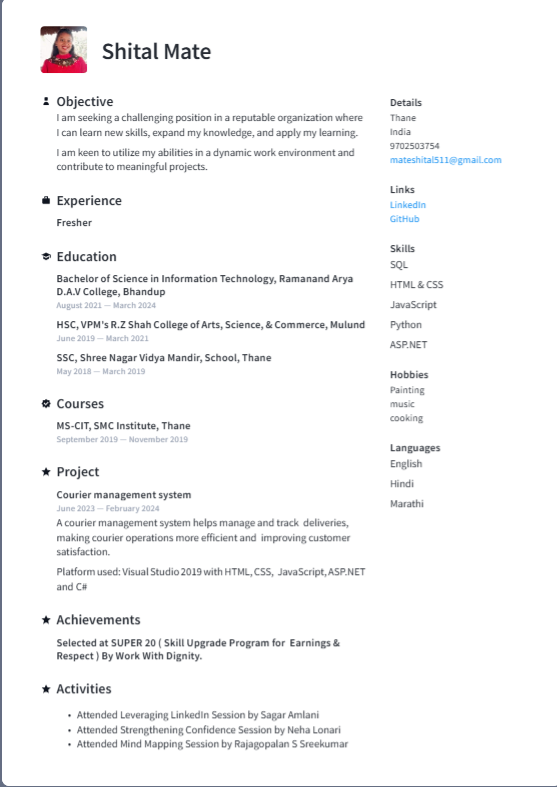 Shital Mate
Objective
I am seeking a challenging position in a reputable organization where
I can learn new skills, expand my knowledge, and apply my learning.
I am keen to utilize my abilities in a dynamic work environment and
contribute to meaningful projects.
Experience
Fresher
Education
Bachelor of Science in Information Technology, Ramanand Arya
D.A.V College, Bhandup
August 2021 — March 2024
HSC, VPM's R.Z Shah College of Arts, Science, & Commerce, Mulund
June 2019 — March 2021
SSC, Shree Nagar Vidya Mandir, School, Thane
May 2018 — March 2019
Courses
MS-CIT, SMC Institute, Thane
September 2019 — November 2019
Project
Courier management system
June 2023 — February 2024
A courier management system helps manage and track deliveries,
making courier operations more efficient and improving customer
satisfaction.
Platform used: Visual Studio 2019 with HTML, CSS, JavaScript, ASP.NET
and C#
Achievements
Selected at SUPER 20 ( Skill Upgrade Program for Earnings &
Respect ) By Work With Dignity.
Activities
• Attended Leveraging LinkedIn Session by Sagar Amlani
• Attended Strengthening Confidence Session by Neha Lonari
• Attended Mind Mapping Session by Rajagopalan S Sreekumar
Details
Thane
India
9702503754
mateshital511@gmail.com
Links
LinkedIn
GitHub
Skills
SQL
HTML & CSS
JavaScript
Python
ASP.NET
Hobbies
Painting
music
cooking
Languages
English
Hindi
Marathi